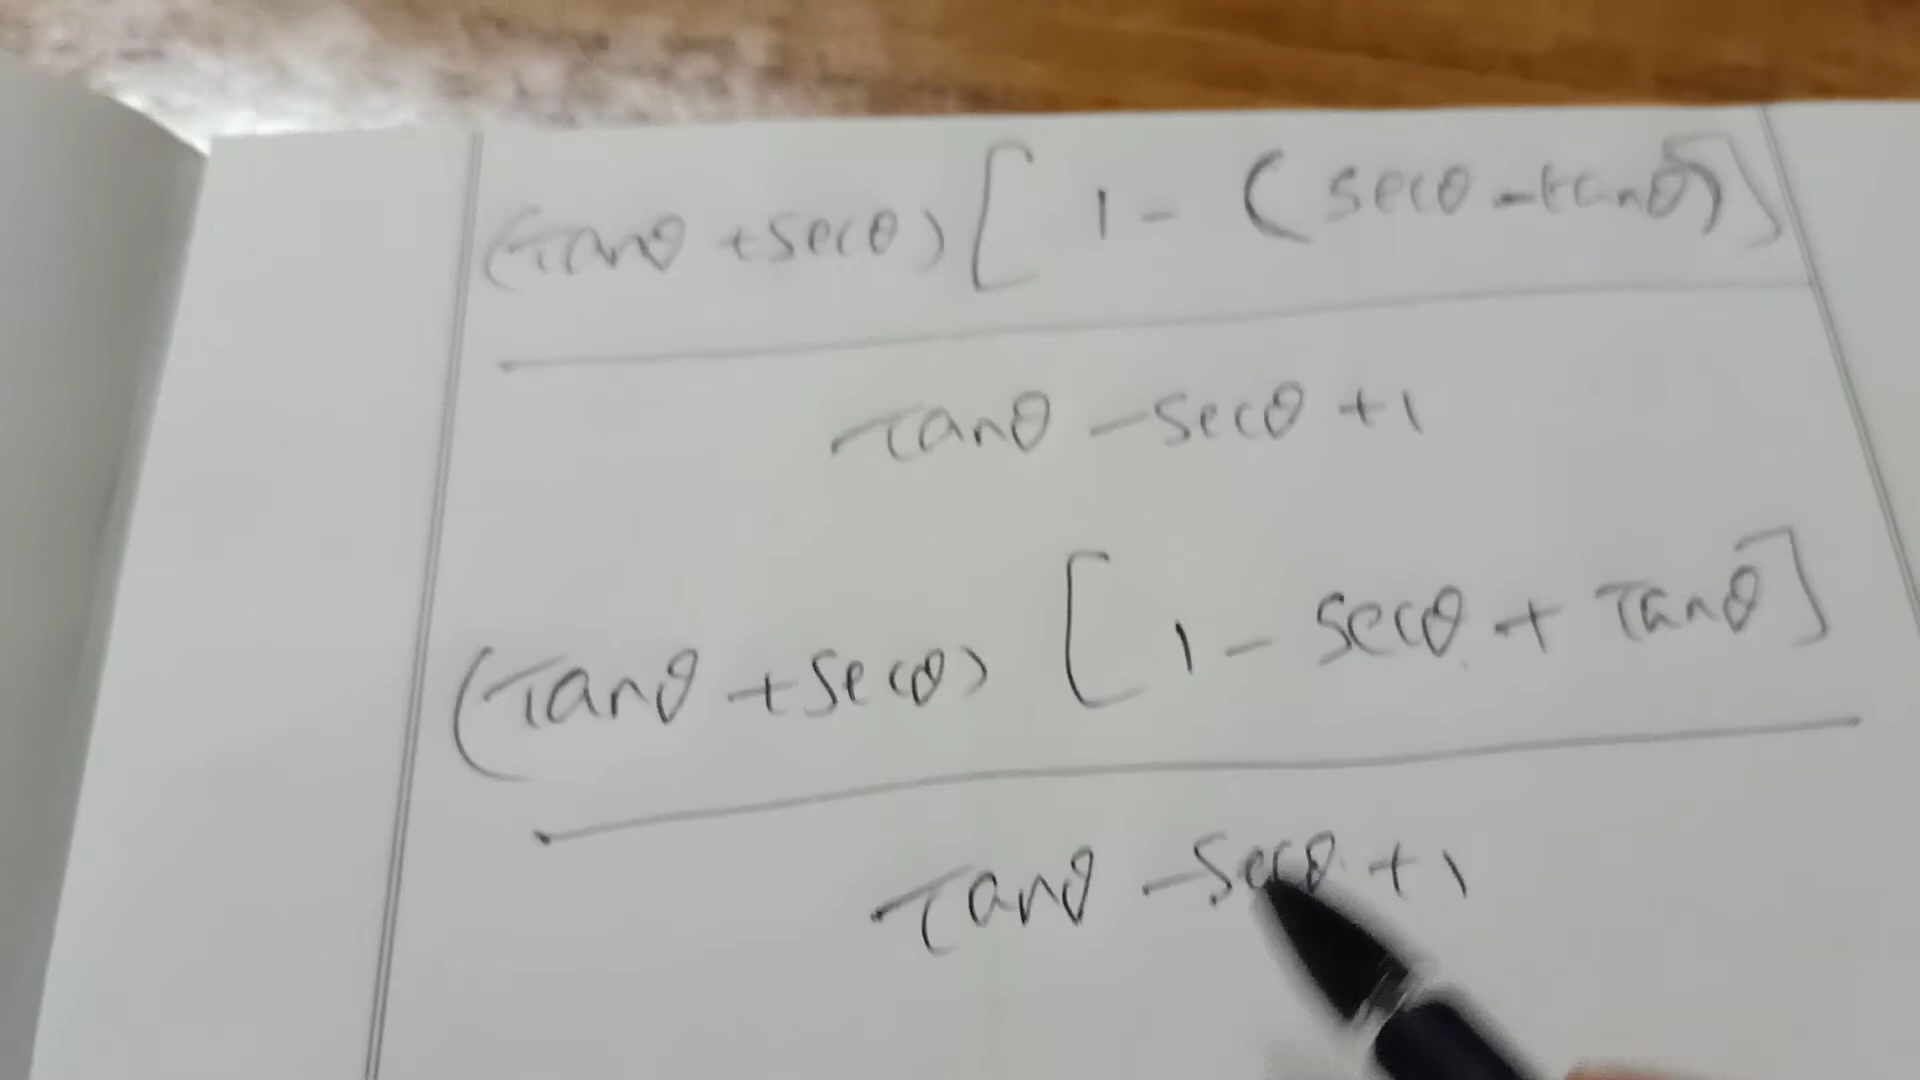 (Tanθ + secθ) [ 1 - (secθ - tanθ) ]
Tanθ - secθ + 1
(Tanθ + secθ) [ 1 - secθ + Tanθ ]
Tanθ - secθ + 1